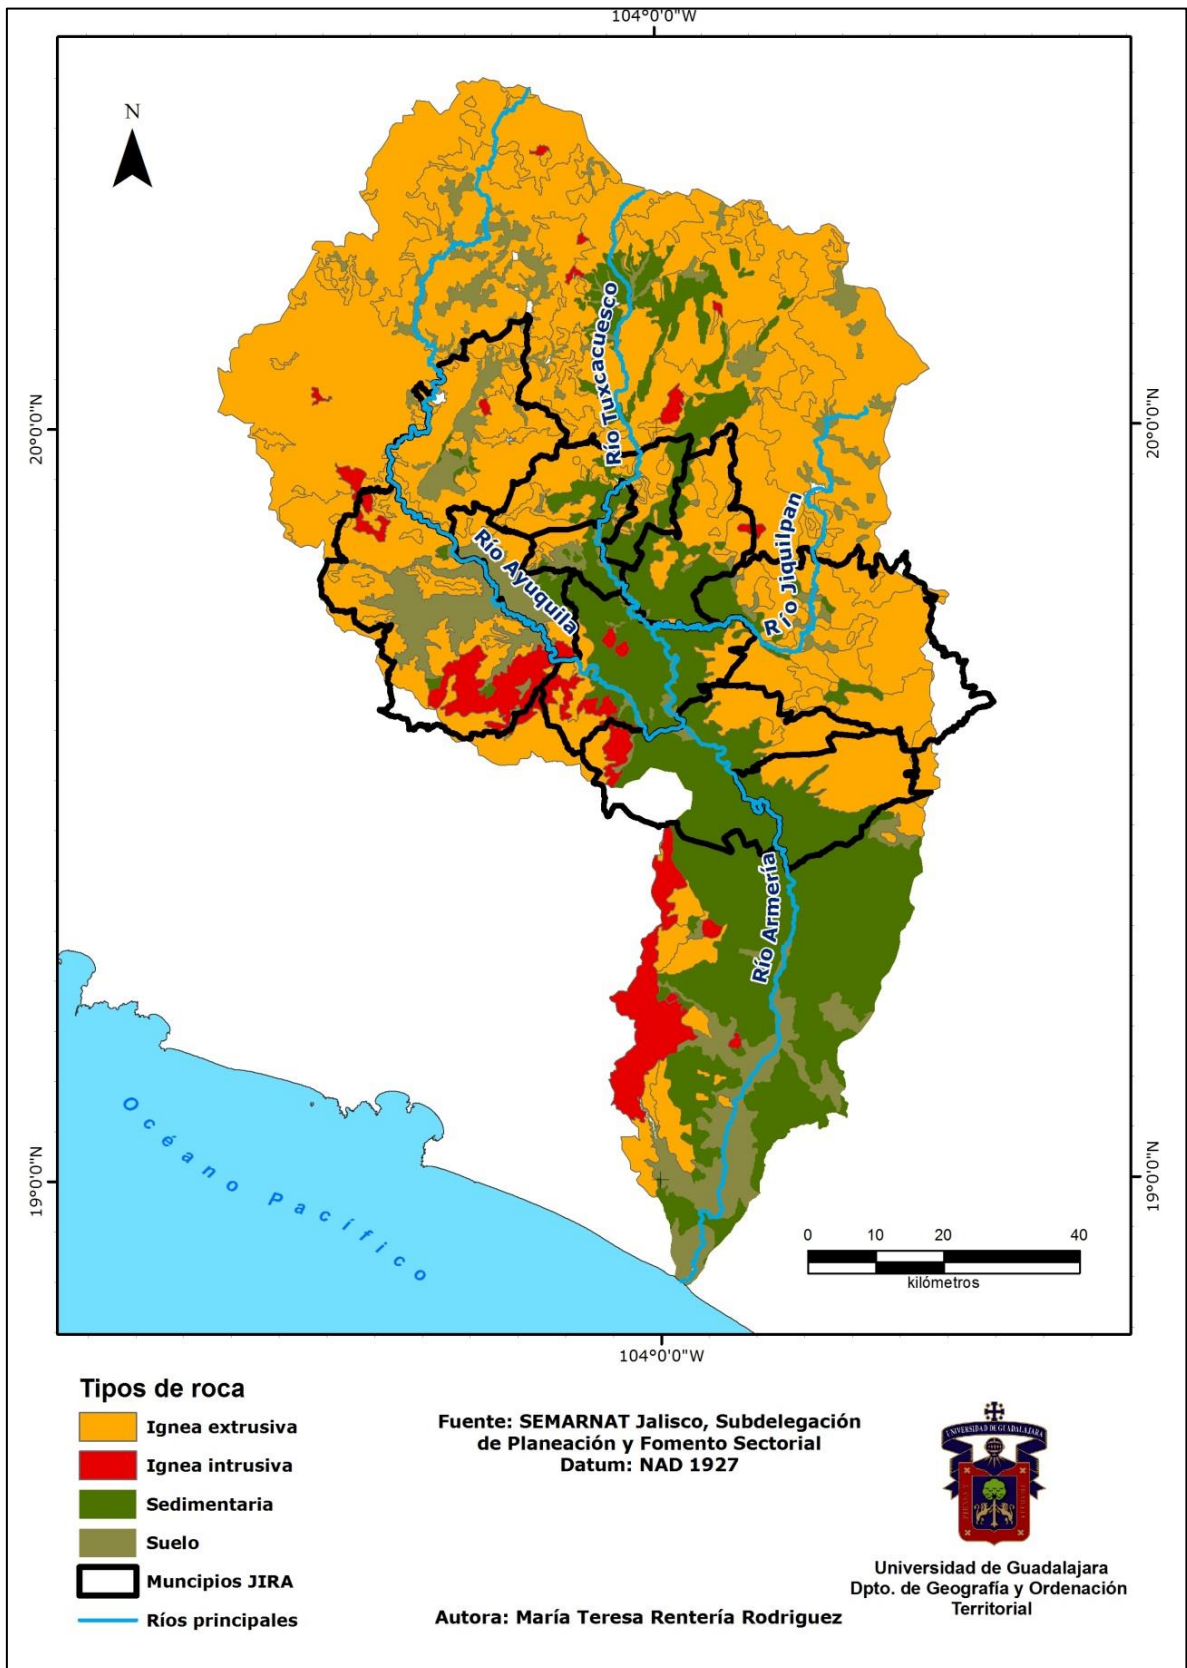 104°0'0"W
N
20°0'0"N
20°0'0"N
Río Tuxcacuesco
Río Jiquilpan
Río Ayuquila
Río Armería
19°0'0"N
19°0'0"N
Océano Pacífico
0 10 20 40
kilómetros
104°0'0"W
Tipos de roca
Ignea extrusiva
Ignea intrusiva
Sedimentaria
Suelo
Muncipios JIRA
Ríos principales
Fuente: SEMARNAT Jalisco, Subdelegación
de Planeación y Fomento Sectorial
Datum: NAD 1927
Autora: María Teresa Rentería Rodriguez
UNIVERSIDAD DE GUADALAJARA
Universidad de Guadalajara
Dpto. de Geografía y Ordenación
Territorial